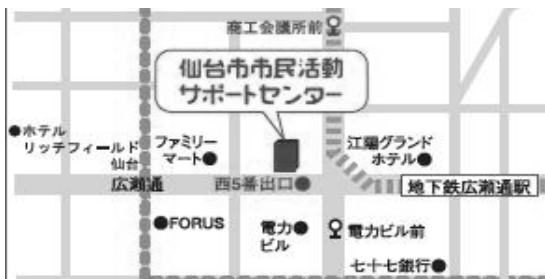 商工会議所前
仙台市市民活動
サポートセンター
ホテル
リッチフィールド
仙台
ファミリー
マート
江陽グランド
ホテル
広瀬通
西5番出口
地下鉄広瀬通駅
FORUS
電力
ビル
電力ビル前
七十七銀行